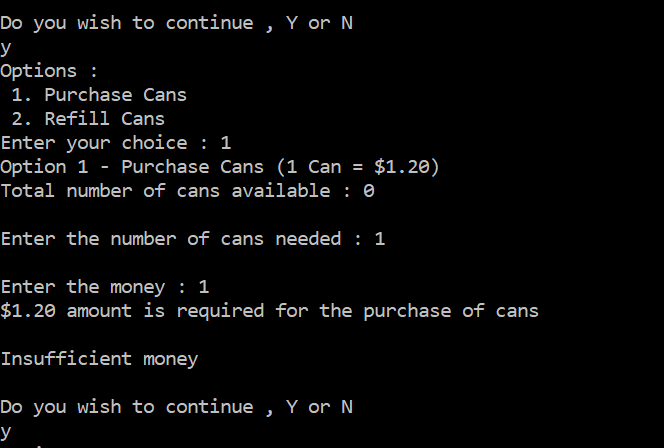 Do you wish to continue , Y or N
y
Options :
1. Purchase Cans
2. Refill Cans
Enter your choice : 1
Option 1 - Purchase Cans (1 Can = $1.20)
Total number of cans available : 0
Enter the number of cans needed : 1
Enter the money : 1
$1.20 amount is required for the purchase of cans
Insufficient money
Do you wish to continue , Y or N
y